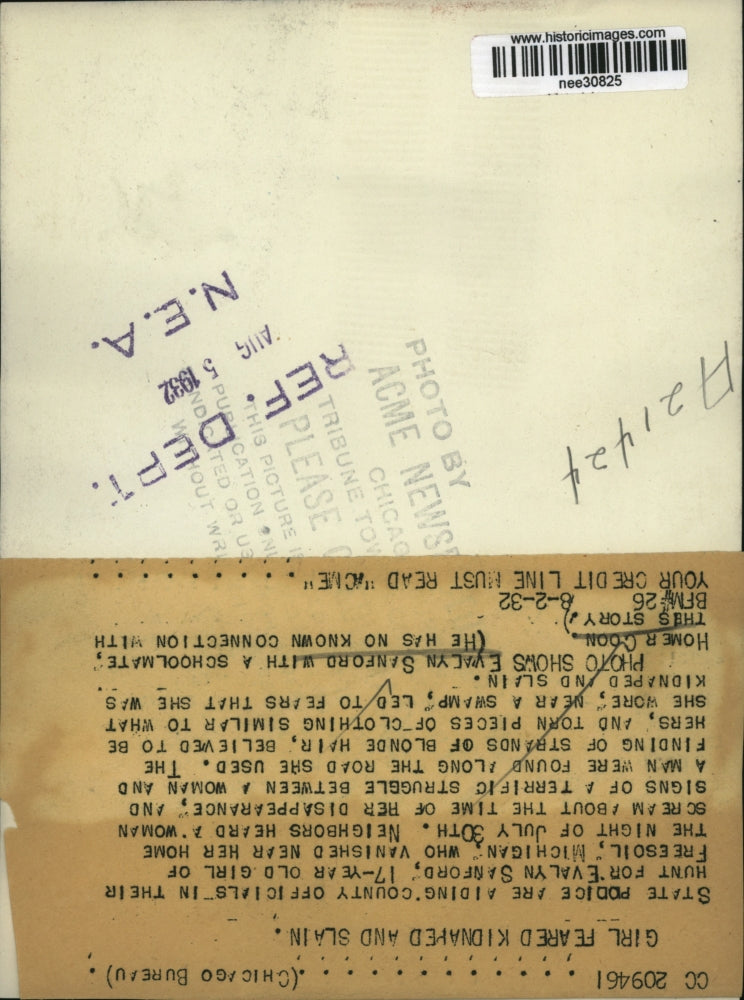 www.historicimages.com
nee30825
N.E.A.
AUG 5 1932
REF. DEPT.
PHOTO BY
ACME
CHICAG
TRIBUNE TOW
PLEASE
THIS PICTURE
PUBLICATION ONL
WITHOUT WRI
A21424
CC 209461 . . . . . . . . . . . (CHICAGO BUREAU).
GIRL FEARED KIDNAPED AND SLAIN.
STATE POLICE ARE AIDING COUNTY OFFICIALS IN THEIR
HUNT FOR EVALYN SANFORD, 17-YEAR OLD GIRL OF
FREESOIL, MICHIGAN, WHO VANISHED NEAR HER HOME
THE NIGHT OF JULY 30TH. NEIGHBORS HEARD A WOMAN
SCREAM ABOUT THE TIME OF HER DISAPPEARANCE, AND
SIGNS OF A TERRIFIC STRUGGLE BETWEEN A WOMAN AND
A MAN WERE FOUND ALONG THE ROAD SHE USED. THE
FINDING OF STRANDS OF BLONDE HAIR, BELIEVED TO BE
HERS, AND TORN PIECES OF CLOTHING SIMILAR TO WHAT
SHE WORE, NEAR A SWAMP, LED TO FEARS THAT SHE WAS
KIDNAPED AND SLAIN.
PHOTO SHOWS EVALYN SANFORD WITH A SCHOOLMATE,
HOMER COON. (HE HAS NO KNOWN CONNECTION WITH
THIS STORY.)
BFM#26 8-2-32
YOUR CREDIT LINE MUST READ "ACME" . . . . . . . . .